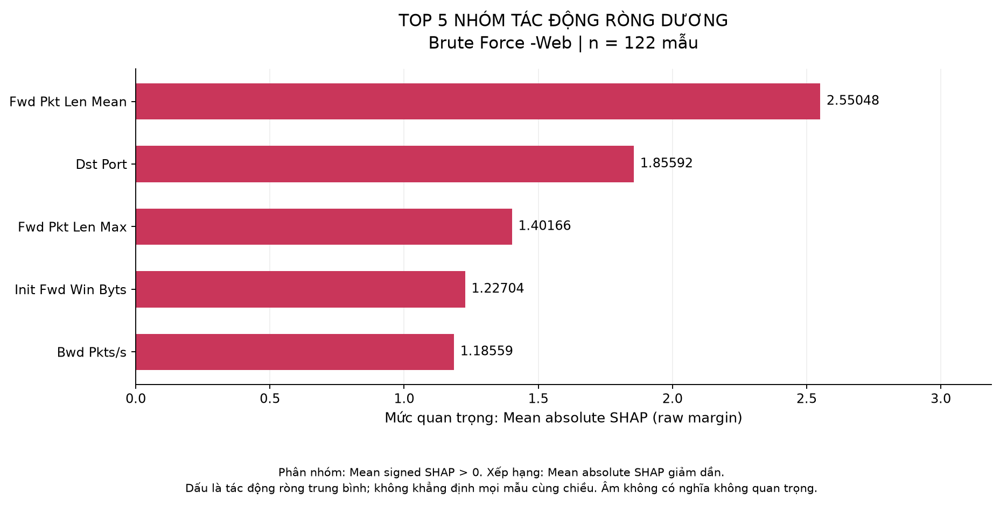 TOP 5 NHÓM TÁC ĐỘNG RÒNG DƯƠNG
Brute Force -Web | n = 122 mẫu
Fwd Pkt Len Mean
2.55048
Dst Port
1.85592
Fwd Pkt Len Max
1.40166
Init Fwd Win Byts
1.22704
Bwd Pkts/s
1.18559
0.0 0.5 1.0 1.5 2.0 2.5 3.0
Mức quan trọng: Mean absolute SHAP (raw margin)
Phân nhóm: Mean signed SHAP > 0. Xếp hạng: Mean absolute SHAP giảm dần.
Dấu là tác động ròng trung bình; không khẳng định mọi mẫu cùng chiều. Âm không có nghĩa không quan trọng.